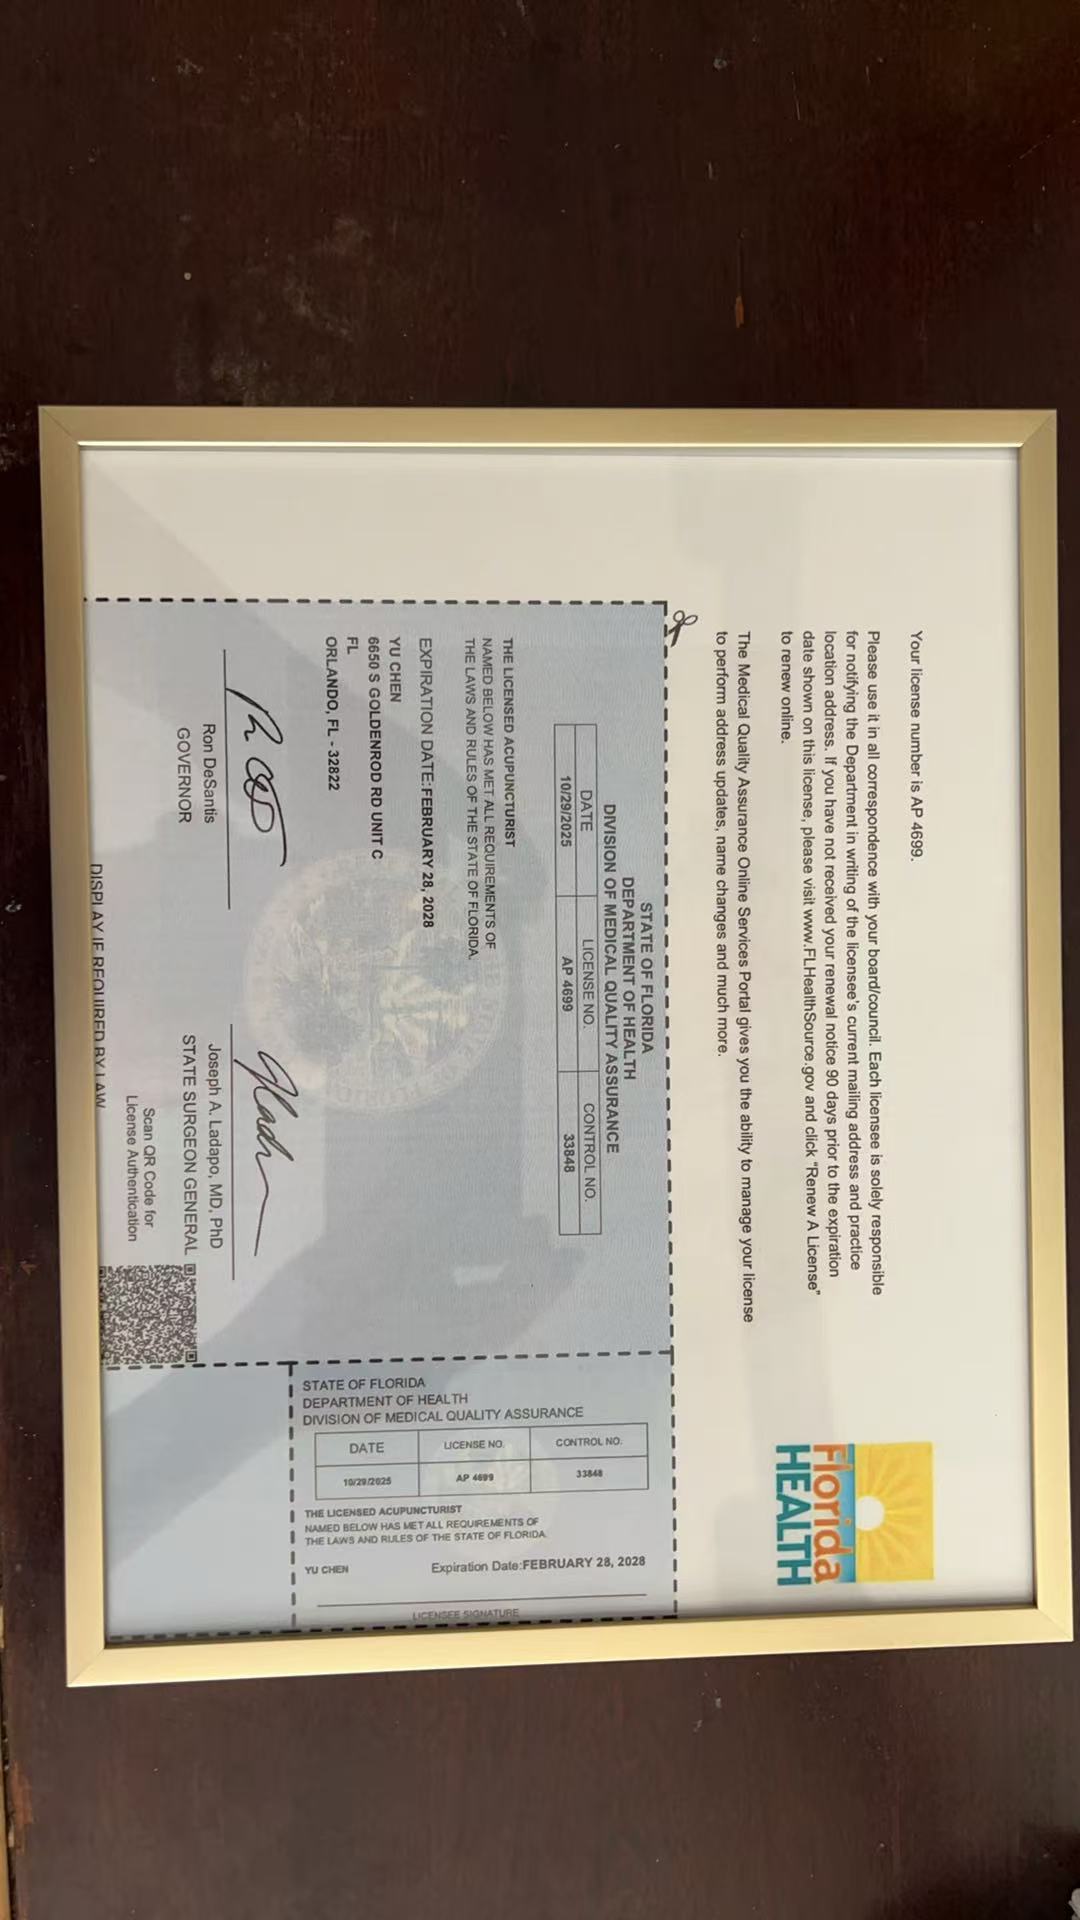 Your license number is AP 4699.
Please use it in all correspondence with your board/council. Each licensee is solely responsible
for notifying the Department in writing of the licensee's current mailing address and practice
location address. If you have not received your renewal notice 90 days prior to the expiration
date shown on this license, please visit www.FLHealthSource.gov and click "Renew A License"
to renew online.
The Medical Quality Assurance Online Services Portal gives you the ability to manage your license
to perform address updates, name changes and much more.
Florida
HEALTH
STATE OF FLORIDA
DEPARTMENT OF HEALTH
DIVISION OF MEDICAL QUALITY ASSURANCE
DATE LICENSE NO. CONTROL NO.
10/29/2025 AP 4699 33848
THE LICENSED ACUPUNCTURIST
NAMED BELOW HAS MET ALL REQUIREMENTS OF
THE LAWS AND RULES OF THE STATE OF FLORIDA.
EXPIRATION DATE:FEBRUARY 28, 2028
YU CHEN
6650 S GOLDENROD RD UNIT C
FL
ORLANDO, FL - 32822
Ron DeSantis
GOVERNOR
Joseph A. Ladapo, MD, PhD
STATE SURGEON GENERAL
Scan QR Code for
License Authentication
DISPLAY IF REQUIRED BY LAW
STATE OF FLORIDA
DEPARTMENT OF HEALTH
DIVISION OF MEDICAL QUALITY ASSURANCE
DATE LICENSE NO. CONTROL NO.
10/29/2025 AP 4699 33848
THE LICENSED ACUPUNCTURIST
NAMED BELOW HAS MET ALL REQUIREMENTS OF
THE LAWS AND RULES OF THE STATE OF FLORIDA.
YU CHEN Expiration Date:FEBRUARY 28, 2028
LICENSEE SIGNATURE